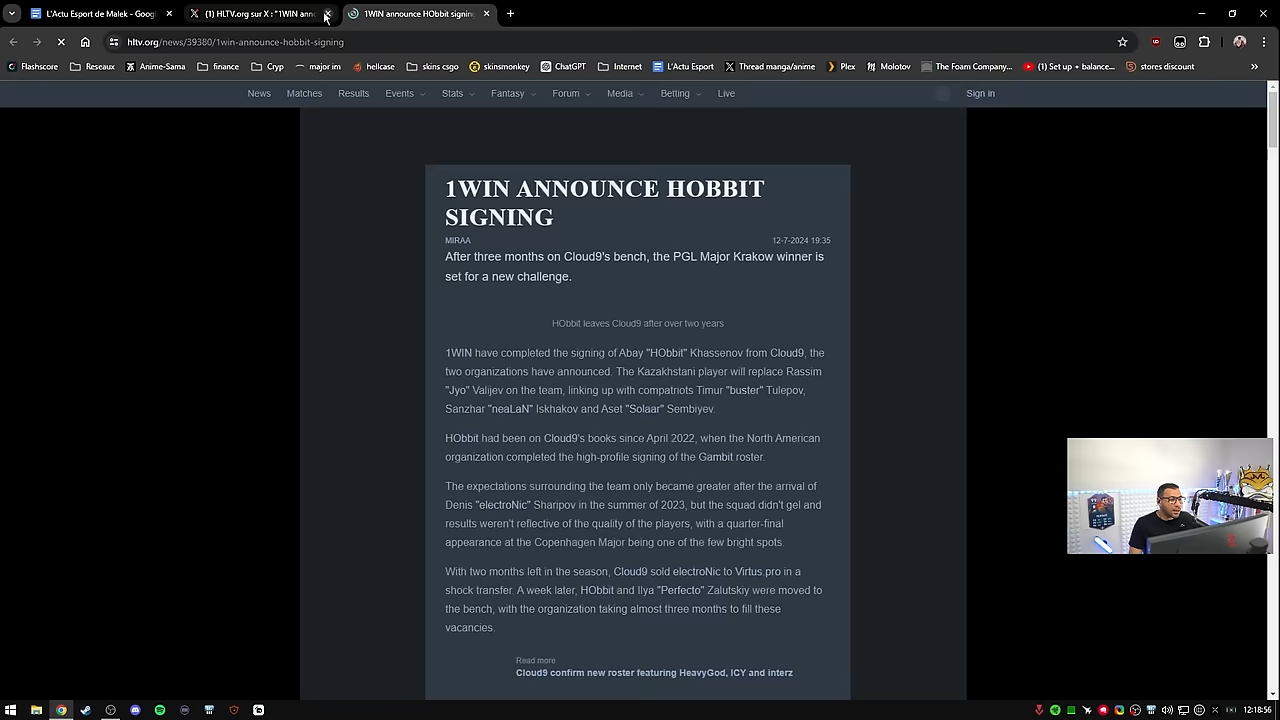 L'Actu Esport de Malek - Googl
(1) HLTV.org sur X : "1WIN anno
1WIN announce HObbit signing
hltv.org/news/39380/1win-announce-hobbit-signing
Flashscore
Reseaux
Anime-Sama
finance
Cryp
major im
hellcase
skins csgo
skinsmonkey
ChatGPT
Internet
L'Actu Esport
Thread manga/anime
Plex
Molotov
The Foam Company...
(1) Set up + balance...
stores discount
News Matches Results Events Stats Fantasy Forum Media Betting Live Sign in
1WIN ANNOUNCE HOBBIT
SIGNING
MIRAA 12-7-2024 19:35
After three months on Cloud9's bench, the PGL Major Krakow winner is
set for a new challenge.
HObbit leaves Cloud9 after over two years
1WIN have completed the signing of Abay "HObbit" Khassenov from Cloud9, the
two organizations have announced. The Kazakhstani player will replace Rassim
"Jyo" Valijev on the team, linking up with compatriots Timur "buster" Tulepov,
Sanzhar "neaLaN" Iskhakov and Aset "Solaar" Sembiyev.
HObbit had been on Cloud9's books since April 2022, when the North American
organization completed the high-profile signing of the Gambit roster.
The expectations surrounding the team only became greater after the arrival of
Denis "electroNic" Sharipov in the summer of 2023, but the squad didn't gel and
results weren't reflective of the quality of the players, with a quarter-final
appearance at the Copenhagen Major being one of the few bright spots.
With two months left in the season, Cloud9 sold electroNic to Virtus.pro in a
shock transfer. A week later, HObbit and Ilya "Perfecto" Zalutskiy were moved to
the bench, with the organization taking almost three months to fill these
vacancies.
Read more
Cloud9 confirm new roster featuring HeavyGod, ICY and interz
12:18:56